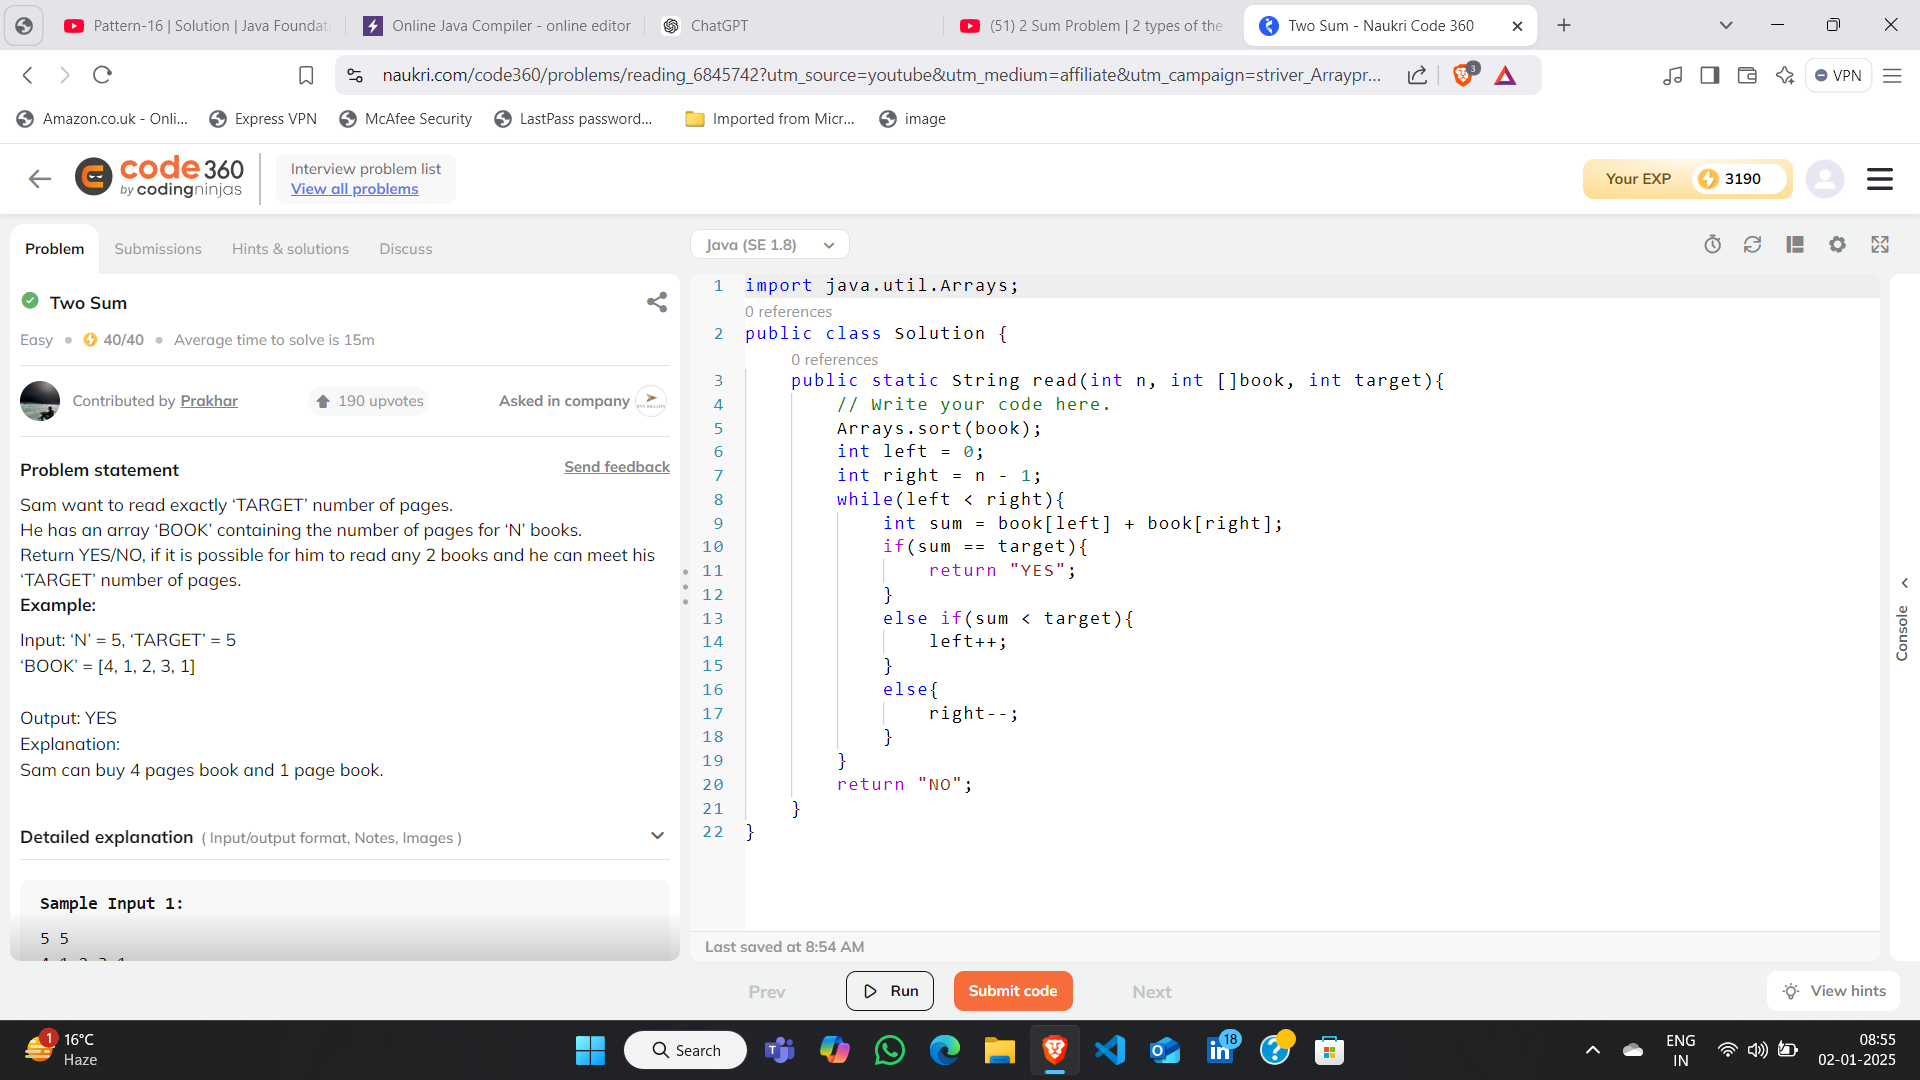 Pattern-16 | Solution | Java Foundati
Online Java Compiler - online editor
ChatGPT
(51) 2 Sum Problem | 2 types of the
Two Sum - Naukri Code 360
naukri.com/code360/problems/reading_6845742?utm_source=youtube&utm_medium=affiliate&utm_campaign=striver_Arraypr...
3
VPN
Amazon.co.uk - Onli...
Express VPN
McAfee Security
LastPass password...
Imported from Micr...
image
code 360
by codingninjas
Interview problem list
View all problems
Your EXP
3190
Problem
Submissions
Hints & solutions
Discuss
Two Sum
Easy
40/40
Average time to solve is 15m
Contributed by Prakhar
190 upvotes
Asked in company
Problem statement
Send feedback
Sam want to read exactly ‘TARGET’ number of pages.
He has an array ‘BOOK’ containing the number of pages for ‘N’ books.
Return YES/NO, if it is possible for him to read any 2 books and he can meet his
‘TARGET’ number of pages.
Example:
Input: ‘N’ = 5, ‘TARGET’ = 5
‘BOOK’ = [4, 1, 2, 3, 1]
Output: YES
Explanation:
Sam can buy 4 pages book and 1 page book.
Detailed explanation ( Input/output format, Notes, Images )
Sample Input 1:
5 5
4 1 2 3 1
Java (SE 1.8)
1 import java.util.Arrays;
0 references
2 public class Solution {
0 references
3 public static String read(int n, int []book, int target){
4 // Write your code here.
5 Arrays.sort(book);
6 int left = 0;
7 int right = n - 1;
8 while(left < right){
9 int sum = book[left] + book[right];
10 if(sum == target){
11 return "YES";
12 }
13 else if(sum < target){
14 left++;
15 }
16 else{
17 right--;
18 }
19 }
20 return "NO";
21 }
22 }
Console
Last saved at 8:54 AM
Prev
Run
Submit code
Next
View hints
1
16°C
Haze
Search
18
ENG
IN
08:55
02-01-2025